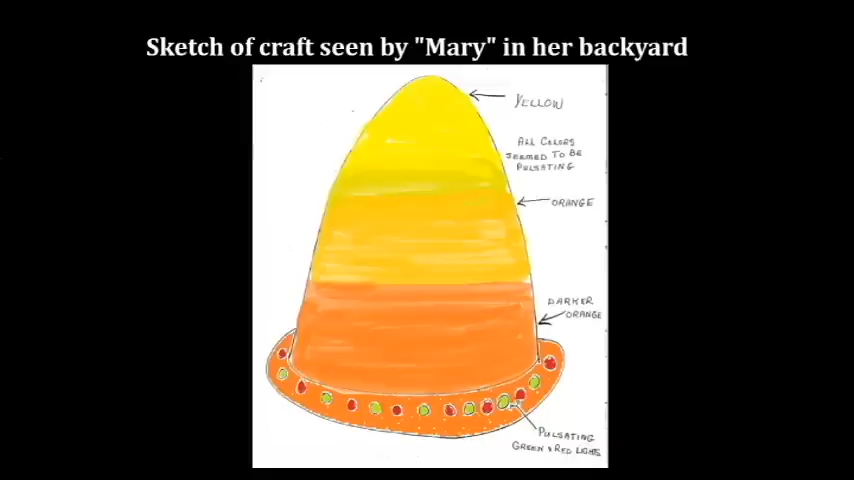 Sketch of craft seen by "Mary" in her backyard
YELLOW
ALL COLORS
SEEMED TO BE
PULSATING
ORANGE
DARKER
ORANGE
PULSATING
GREEN & RED LIGHTS